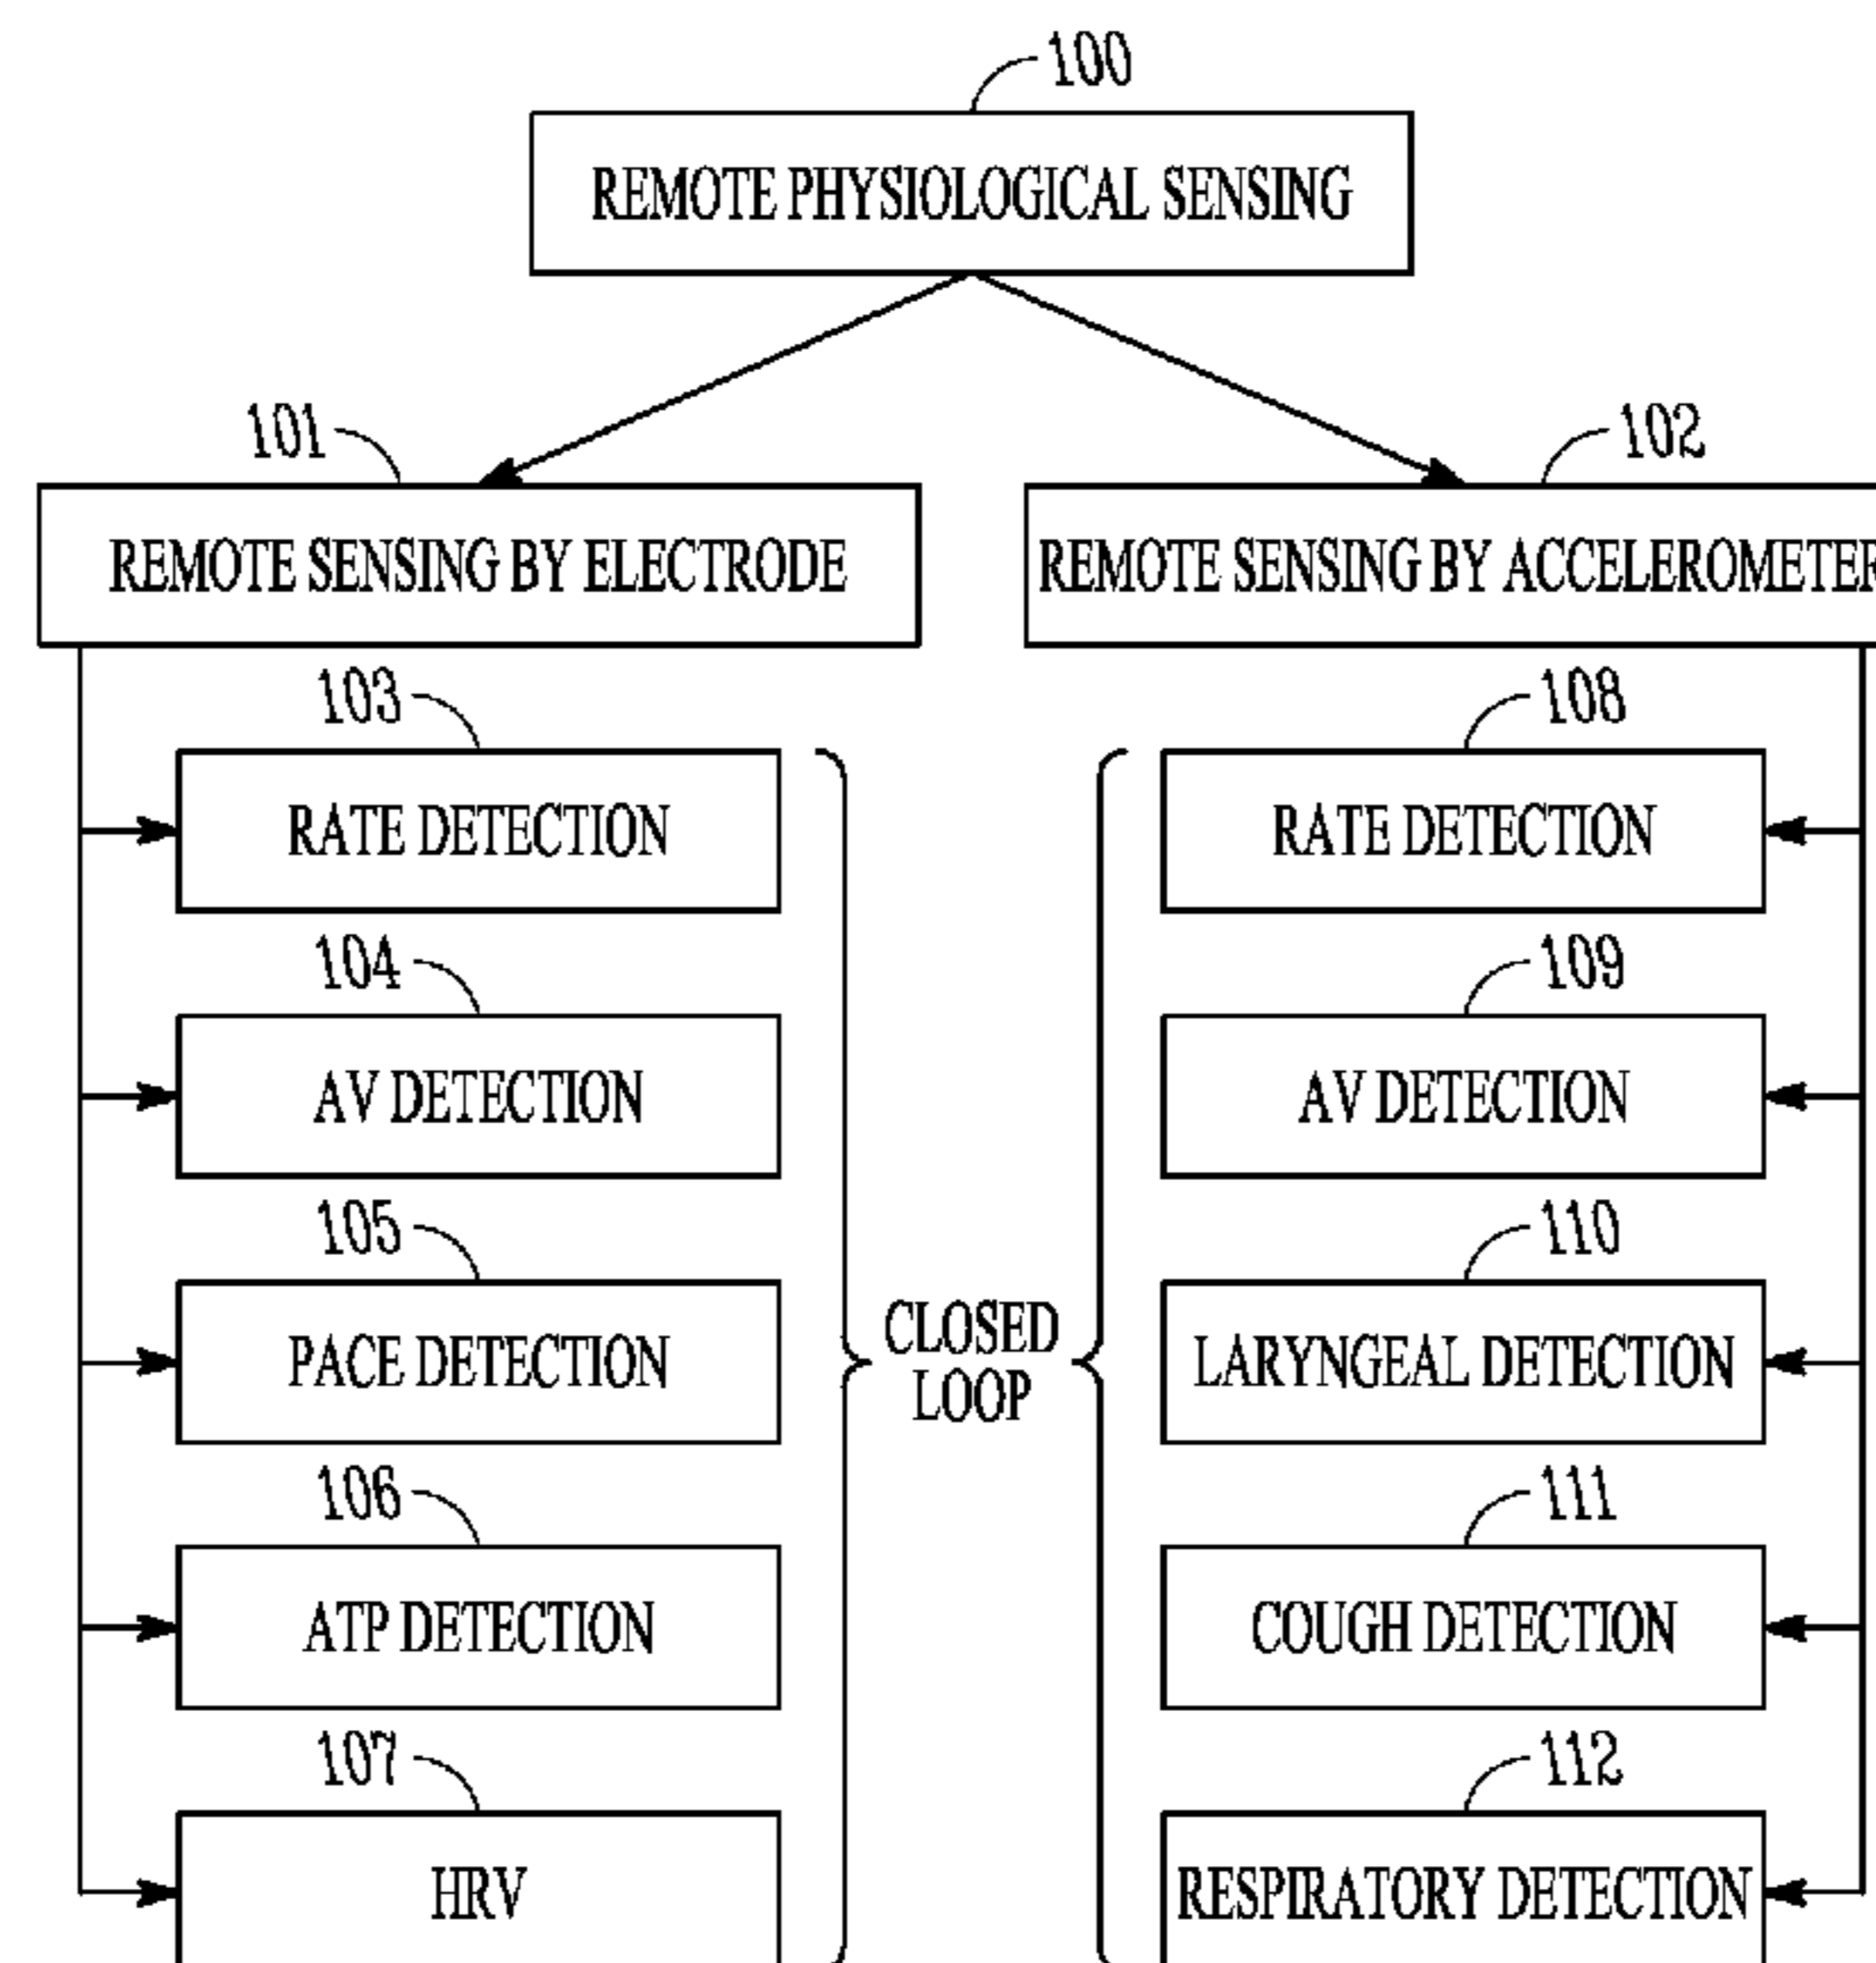 100
REMOTE PHYSIOLOGICAL SENSING
101
102
REMOTE SENSING BY ELECTRODE
REMOTE SENSING BY ACCELEROMETER
103
RATE DETECTION
104
AV DETECTION
105
PACE DETECTION
106
ATP DETECTION
107
HRV
CLOSED
LOOP
108
RATE DETECTION
109
AV DETECTION
110
LARYNGEAL DETECTION
111
COUGH DETECTION
112
RESPIRATORY DETECTION